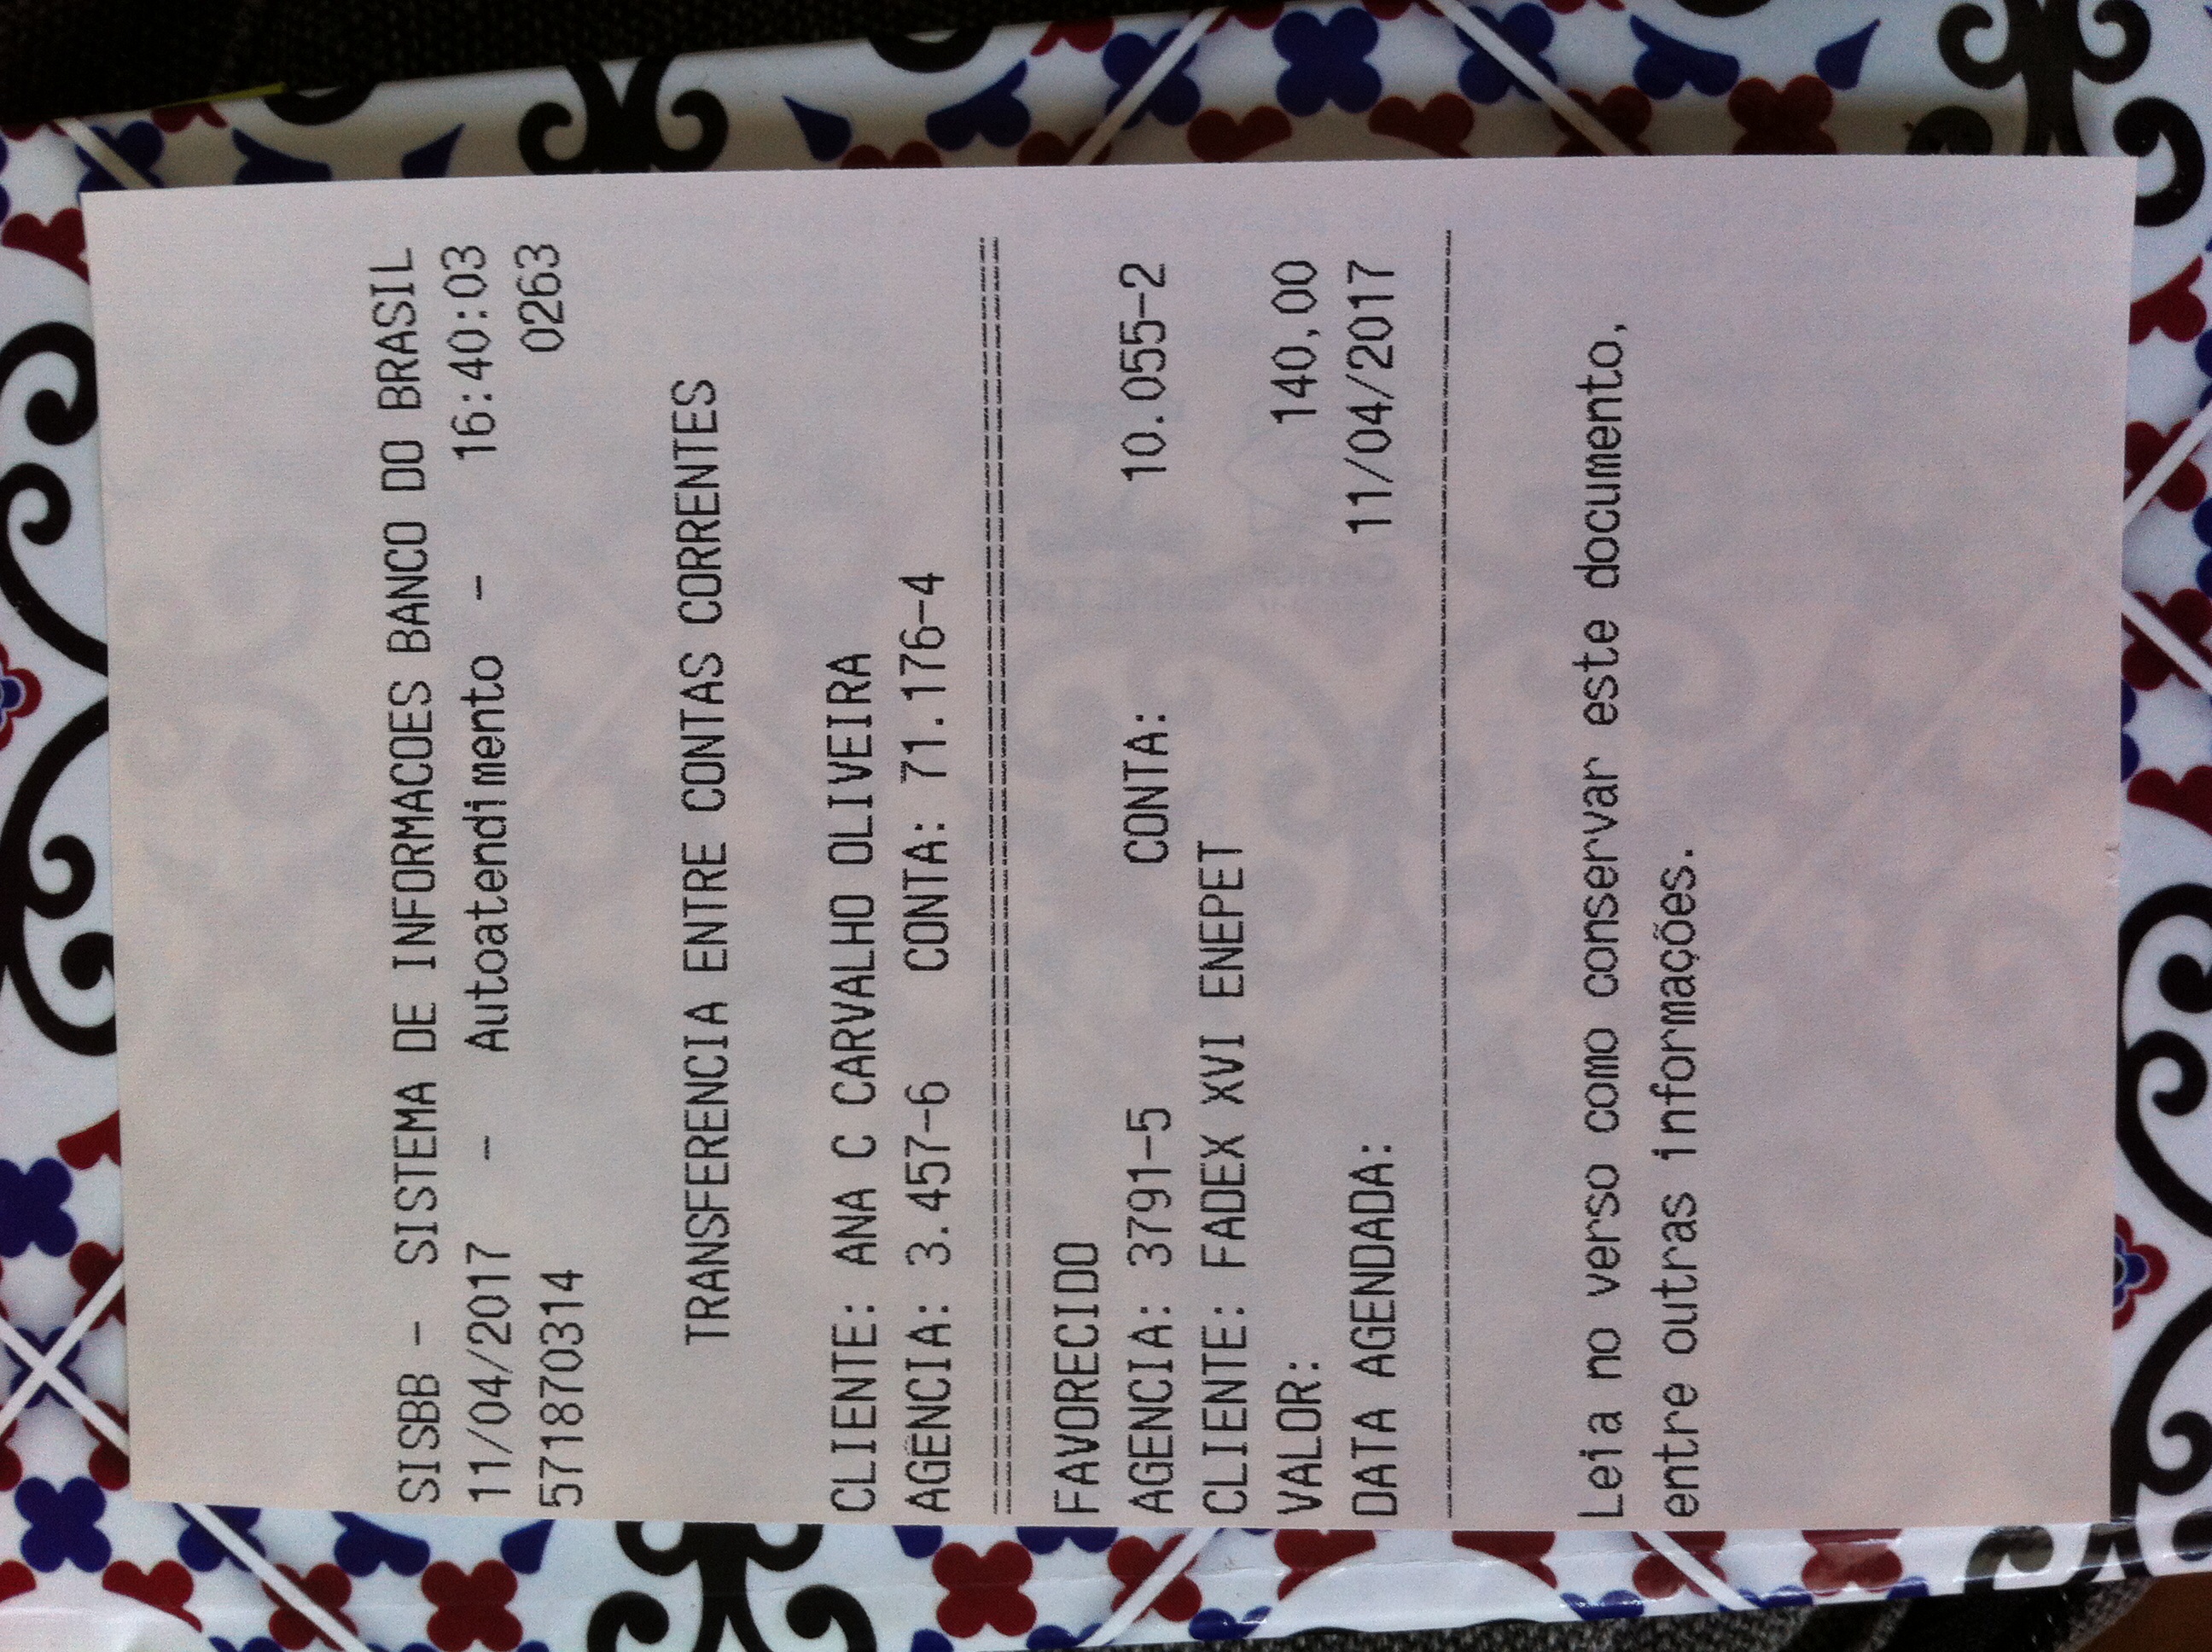 SISBB - SISTEMA DE INFORMACOES BANCO DO BRASIL
11/04/2017 - Autoatendimento - 16:40:03
571870314 0263
TRANSFERENCIA ENTRE CONTAS CORRENTES
CLIENTE: ANA C CARVALHO OLIVEIRA
AGENCIA: 3.457-6 CONTA: 71.176-4
FAVORECIDO
AGENCIA: 3791-5 CONTA: 10.055-2
CLIENTE: FADEX XVI ENEPET
VALOR: 140,00
DATA AGENDADA: 11/04/2017
Leia no verso como conservar este documento,
entre outras informações.